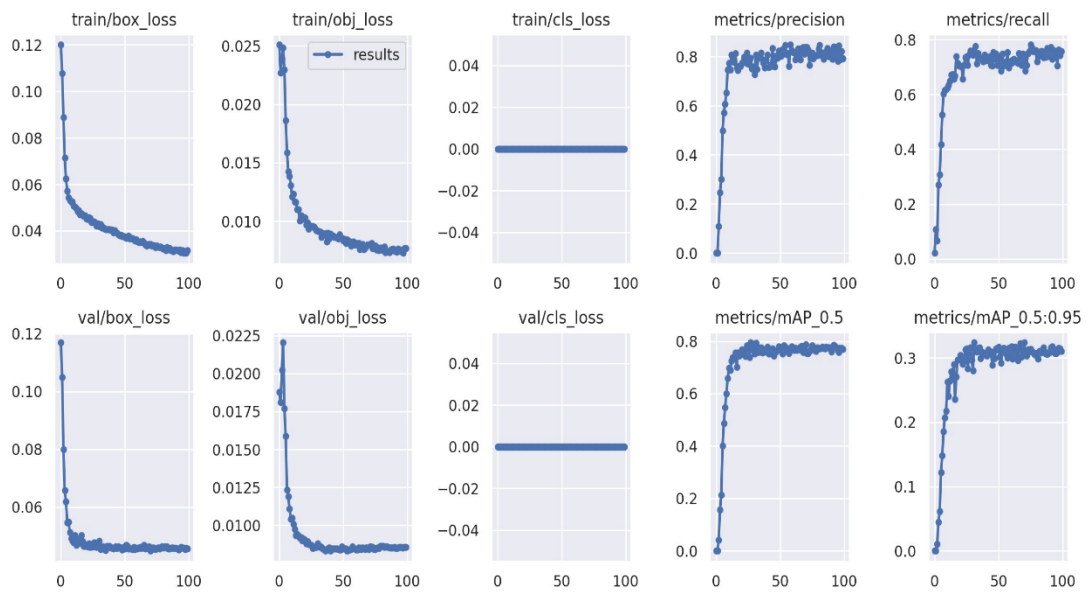 train/box_loss
0.12
0.10
0.08
0.06
0.04
0 50 100
train/obj_loss
results
0.025
0.020
0.015
0.010
0 50 100
train/cls_loss
0.04
0.02
0.00
−0.02
−0.04
0 50 100
metrics/precision
0.8
0.6
0.4
0.2
0.0
0 50 100
metrics/recall
0.8
0.6
0.4
0.2
0.0
0 50 100
val/box_loss
0.12
0.10
0.08
0.06
0 50 100
val/obj_loss
0.0225
0.0200
0.0175
0.0150
0.0125
0.0100
0 50 100
val/cls_loss
0.04
0.02
0.00
−0.02
−0.04
0 50 100
metrics/mAP_0.5
0.8
0.6
0.4
0.2
0.0
0 50 100
metrics/mAP_0.5:0.95
0.3
0.2
0.1
0.0
0 50 100